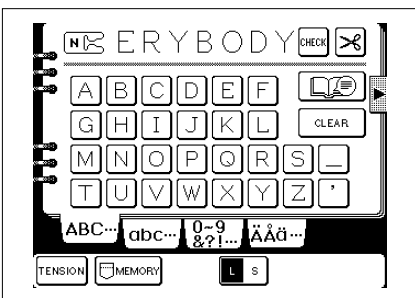 N ERYBODY CHECK
A B C D E F
G H I J K L CLEAR
M N O P Q R S _
T U V W X Y Z '
ABC... abc... 0~9 &?!... ÄÅä...
TENSION MEMORY L S